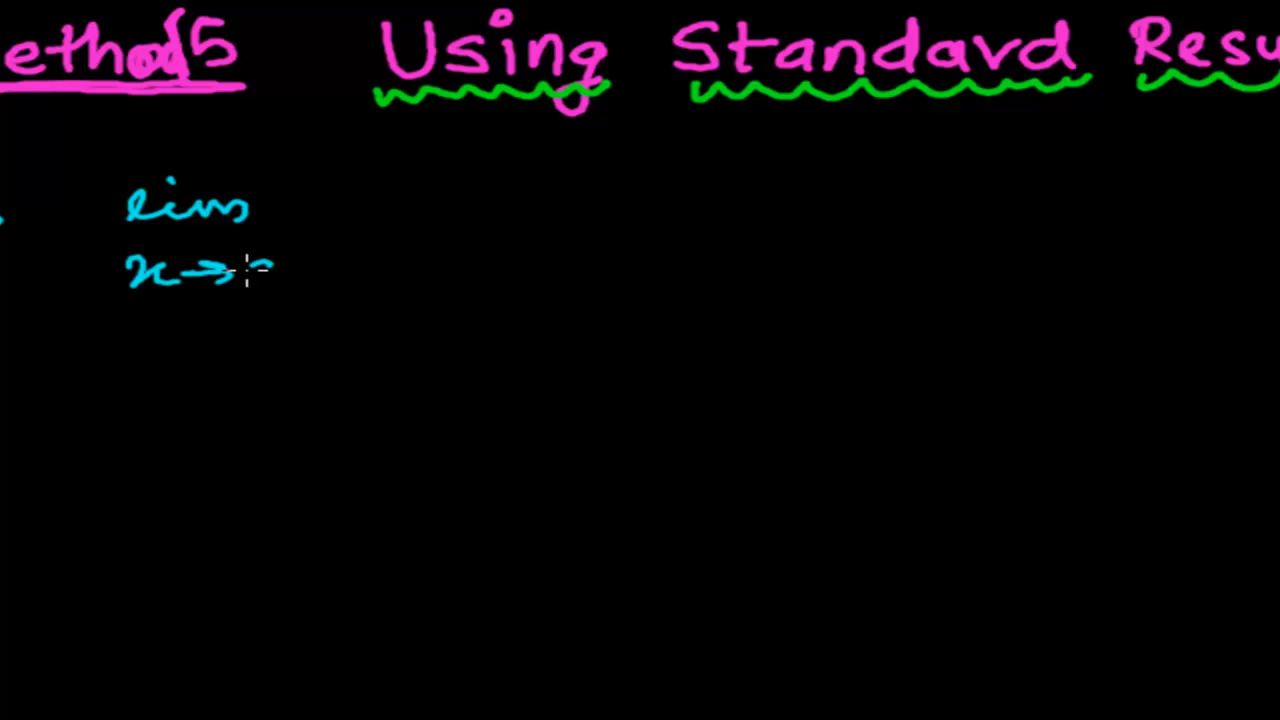 ethod 5 Using Standard Resu
lim
x→